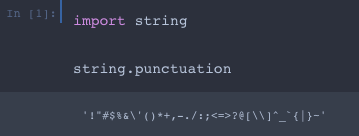 In [1]:
import string
string.punctuation
'!"#$%&\'()*+,-./:;<=>?@[\\]^_`{|}~'